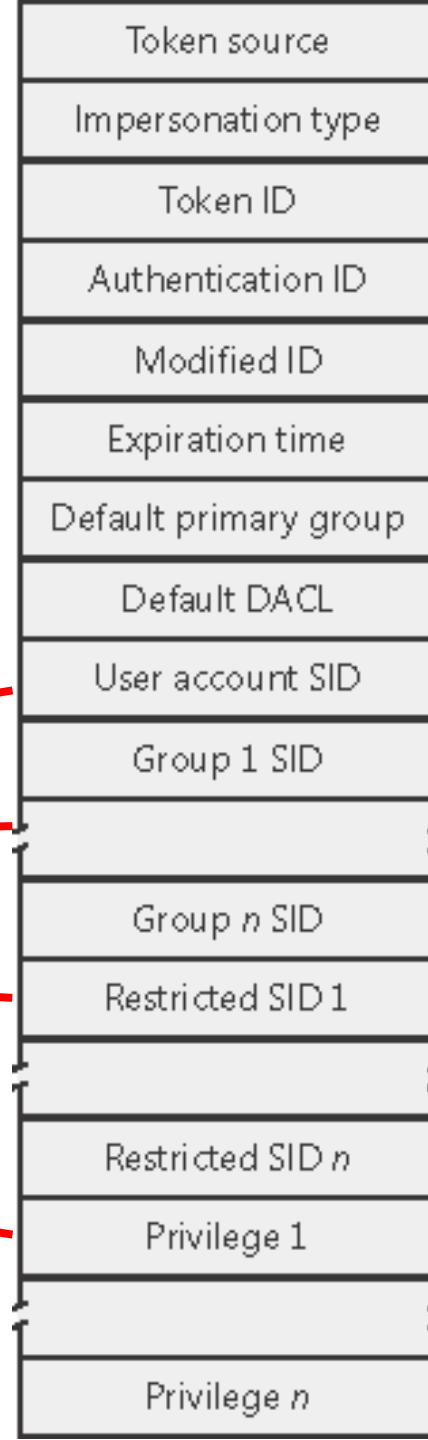 Token source
Impersonation type
Token ID
Authentication ID
Modified ID
Expiration time
Default primary group
Default DACL
User account SID
Group 1 SID
Group n SID
Restricted SID 1
Restricted SID n
Privilege 1
Privilege n